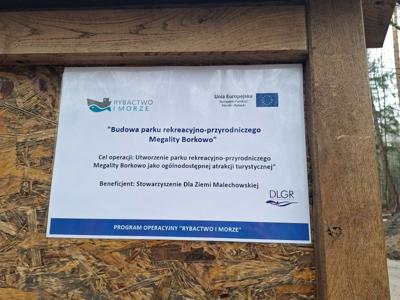 RYBACTWO
I MORZE
Unia Europejska
Europejski Fundusz
Morski i Rybacki
"Budowa parku rekreacyjno-przyrodniczego
Megality Borkowo"
Cel operacji: Utworzenie parku rekreacyjno-przyrodniczego
Megality Borkowo jako ogólnodostępnej atrakcji turystycznej"
Beneficjent: Stowarzyszenie Dla Ziemi Malechowskiej
DLGR
PROGRAM OPERACYJNY "RYBACTWO I MORZE"